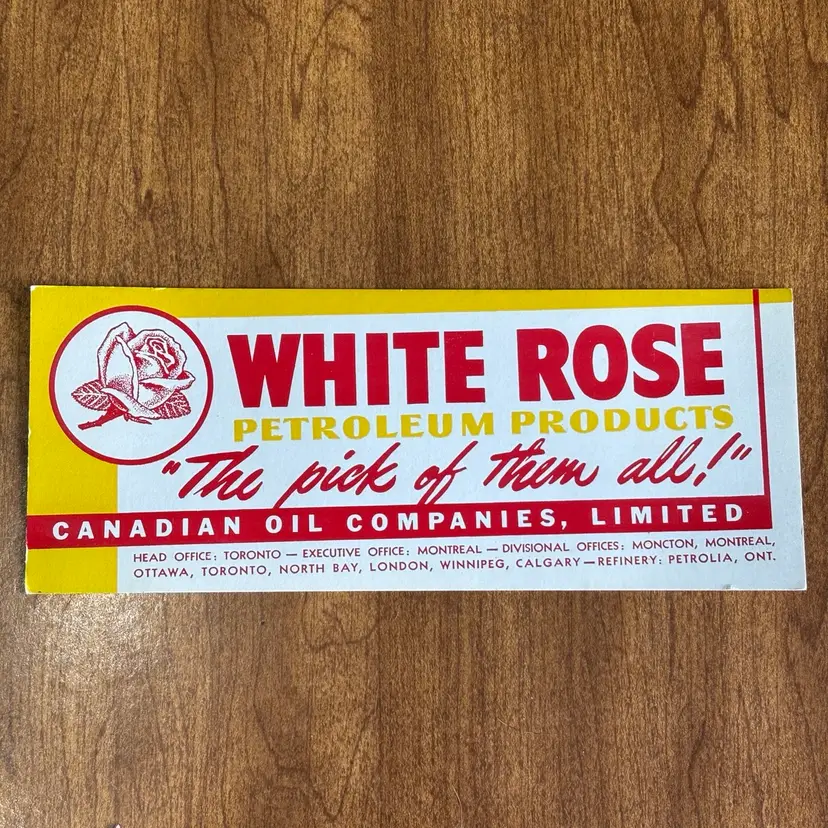 WHITE ROSE
PETROLEUM PRODUCTS
"The pick of them all!"
CANADIAN OIL COMPANIES, LIMITED
HEAD OFFICE: TORONTO — EXECUTIVE OFFICE: MONTREAL — DIVISIONAL OFFICES: MONCTON, MONTREAL,
OTTAWA, TORONTO, NORTH BAY, LONDON, WINNIPEG, CALGARY — REFINERY: PETROLIA, ONT.